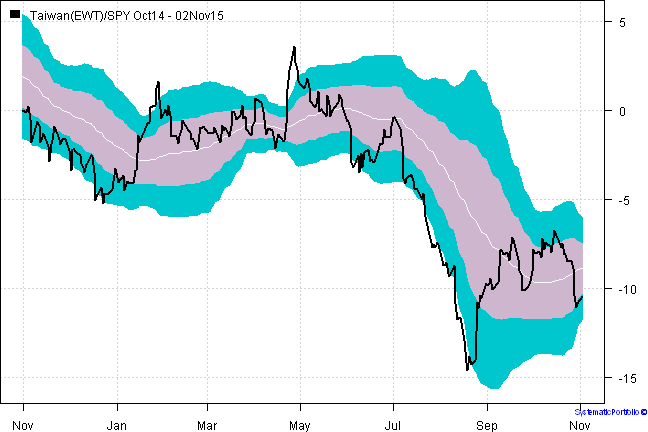 Taiwan(EWT)/SPY Oct14 - 02Nov15
5
0
-5
-10
-15
Nov Jan Mar May Jul Sep Nov
SystematicPortfolio ©